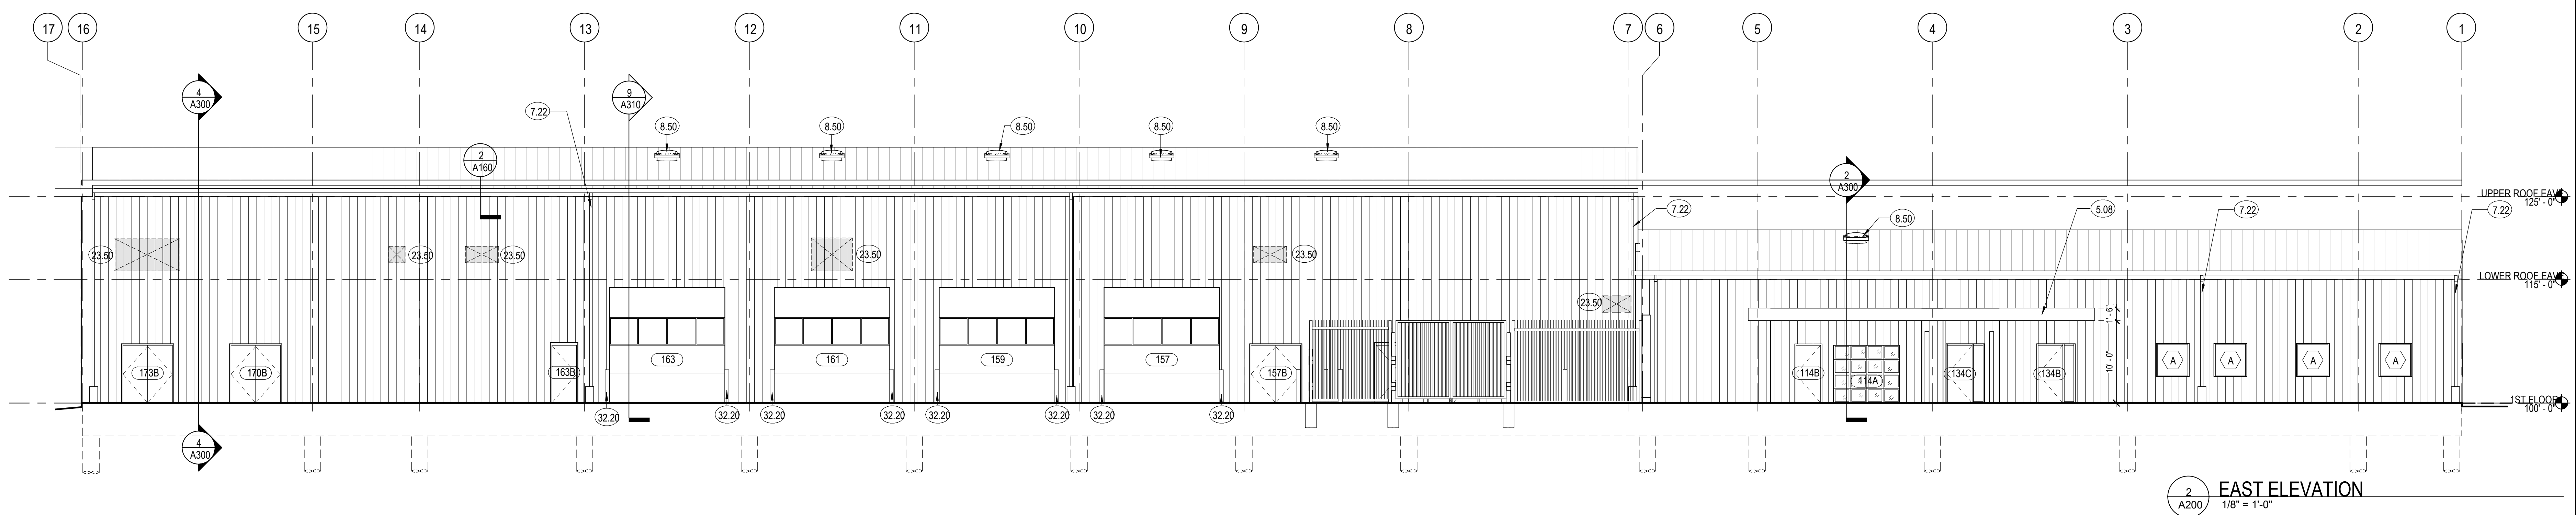 17 16 15 14 13 12 11 10 9 8 7 6 5 4 3 2 1
4
A300
9
A310
7.22
8.50 8.50 8.50 8.50 8.50
2
A160
2
A300
UPPER ROOF EAVE
125' - 0"
7.22
8.50
5.08
7.22
7.22
23.50 23.50 23.50 23.50 23.50
LOWER ROOF EAVE
115' - 0"
23.50
1' - 6"
10' - 0"
173B 170B 163B 163 161 159 157 157B 114B 114A 134C 134B A A A A
1ST FLOOR
100' - 0"
32.20 32.20 32.20 32.20 32.20 32.20 32.20 32.20
4
A300
2
A200
EAST ELEVATION
1/8" = 1'-0"